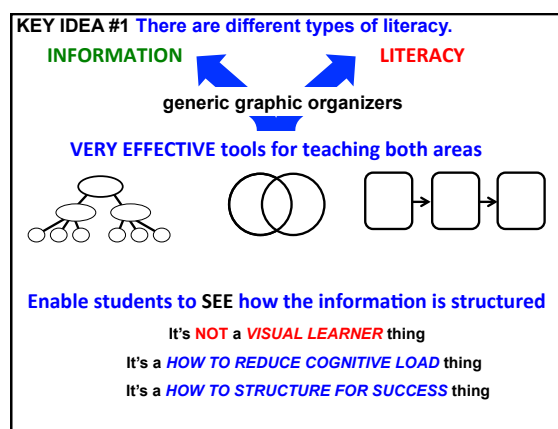 KEY IDEA #1 There are different types of literacy.
INFORMATION LITERACY
generic graphic organizers
VERY EFFECTIVE tools for teaching both areas
Enable students to SEE how the information is structured
It's NOT a VISUAL LEARNER thing
It's a HOW TO REDUCE COGNITIVE LOAD thing
It's a HOW TO STRUCTURE FOR SUCCESS thing